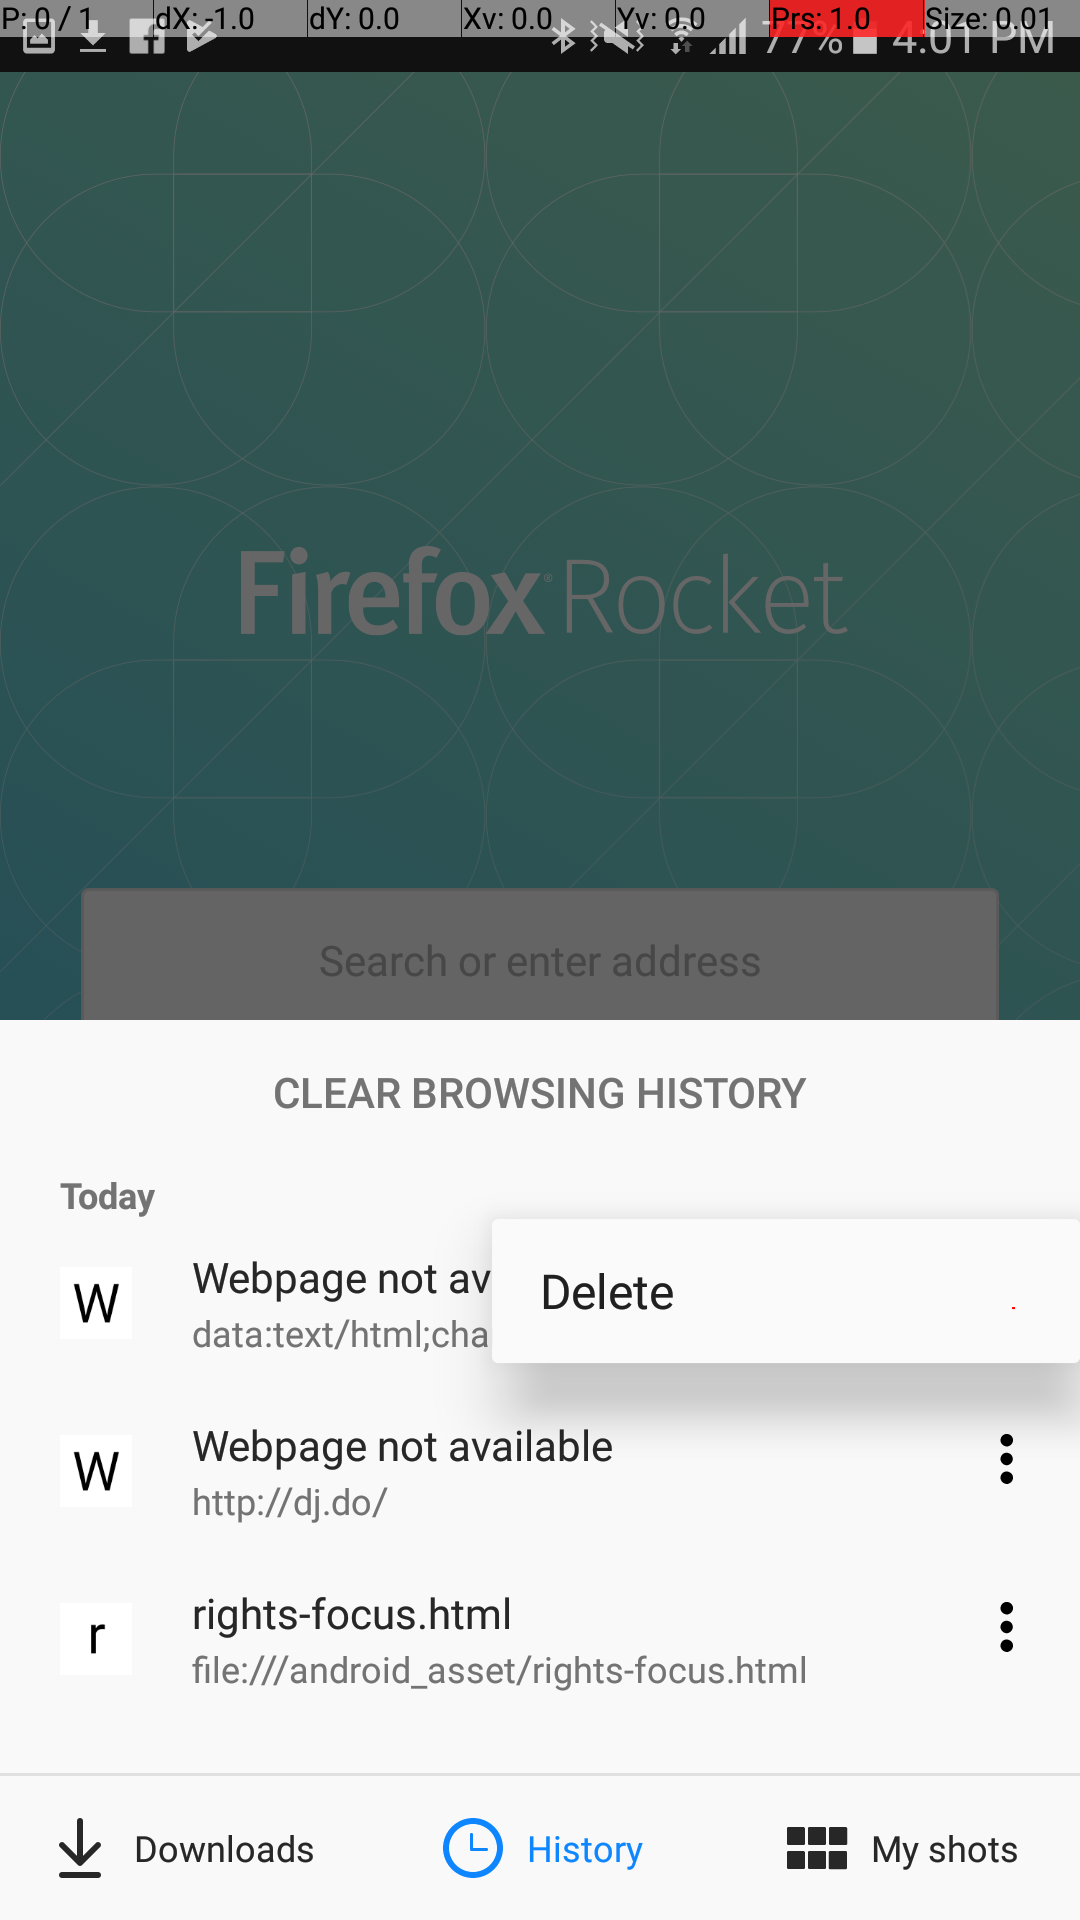 P: 0 / 1 dX: -1.0 dY: 0.0 Xv: 0.0 Yv: 0.0 Prs: 1.0 Size: 0.01
77% 4:01 PM
Firefox® Rocket
Search or enter address
CLEAR BROWSING HISTORY
Today
W Webpage not av
data:text/html;cha
Delete
W Webpage not available
http://dj.do/
r rights-focus.html
file:///android_asset/rights-focus.html
Downloads History My shots